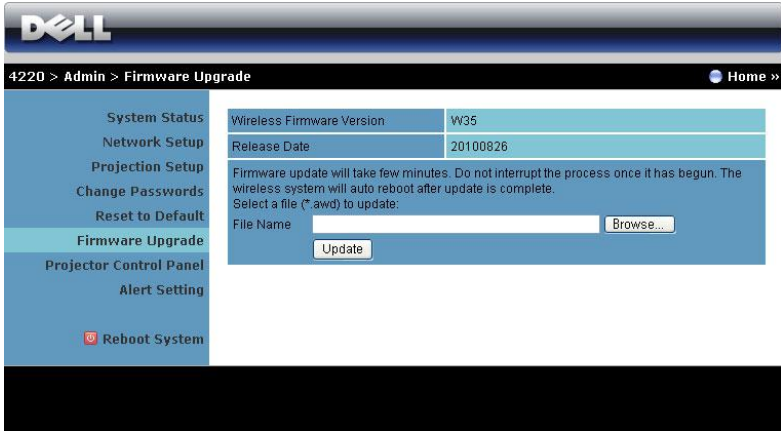 DELL
4220 > Admin > Firmware Upgrade
Home »
System Status
Network Setup
Projection Setup
Change Passwords
Reset to Default
Firmware Upgrade
Projector Control Panel
Alert Setting
Reboot System
Wireless Firmware Version W35
Release Date 20100826
Firmware update will take few minutes. Do not interrupt the process once it has begun. The
wireless system will auto reboot after update is complete.
Select a file (*.awd) to update:
File Name Browse...
Update